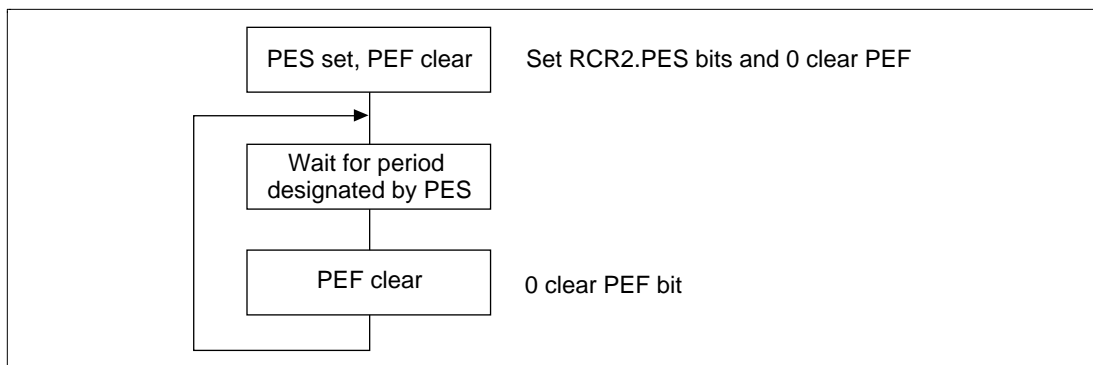 PES set, PEF clear
Set RCR2.PES bits and 0 clear PEF
Wait for period
designated by PES
PEF clear
0 clear PEF bit